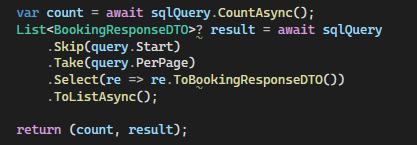 var count = await sqlQuery.CountAsync();
List<BookingResponseDTO>? result = await sqlQuery
.Skip(query.Start)
.Take(query.PerPage)
.Select(re => re.ToBookingResponseDTO())
.ToListAsync();
return (count, result);